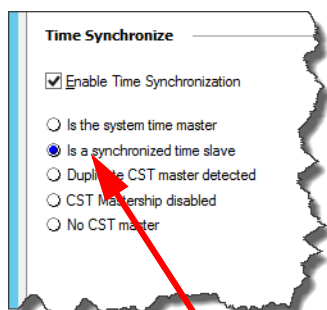 Time Synchronize
Enable Time Synchronization
Is the system time master
Is a synchronized time slave
Duplicate CST master detected
CST Mastership disabled
No CST master